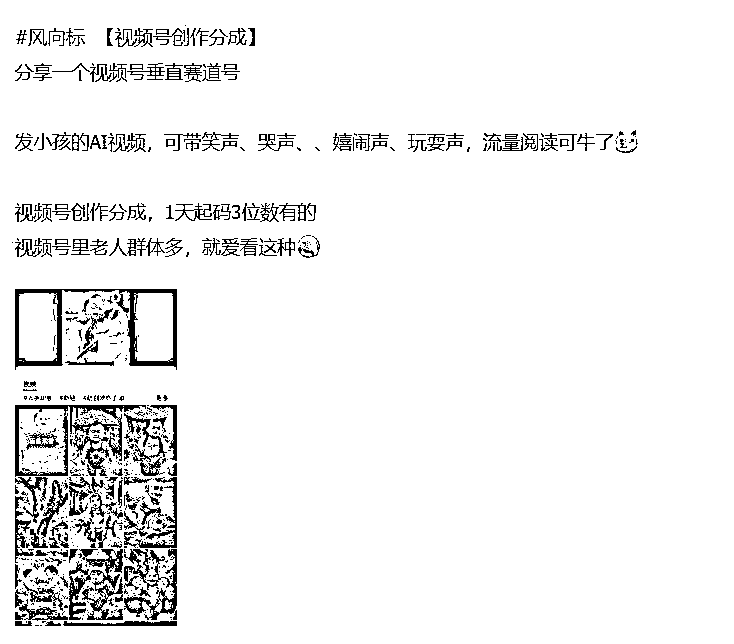 #风向标 【视频号创作分成】
分享一个视频号垂直赛道号
发小孩的AI视频，可带笑声、哭声、、嬉闹声、玩耍声，流量阅读可牛了
视频号创作分成，1天起码3位数有的
视频号里老人群体多，就爱看这种